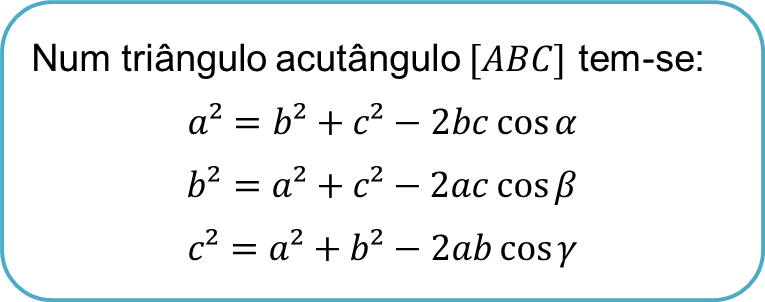 Num triângulo acutângulo [𝐴𝐵𝐶] tem-se:
𝑎² = 𝑏² + 𝑐² − 2𝑏𝑐 cos 𝛼
𝑏² = 𝑎² + 𝑐² − 2𝑎𝑐 cos 𝛽
𝑐² = 𝑎² + 𝑏² − 2𝑎𝑏 cos 𝛾